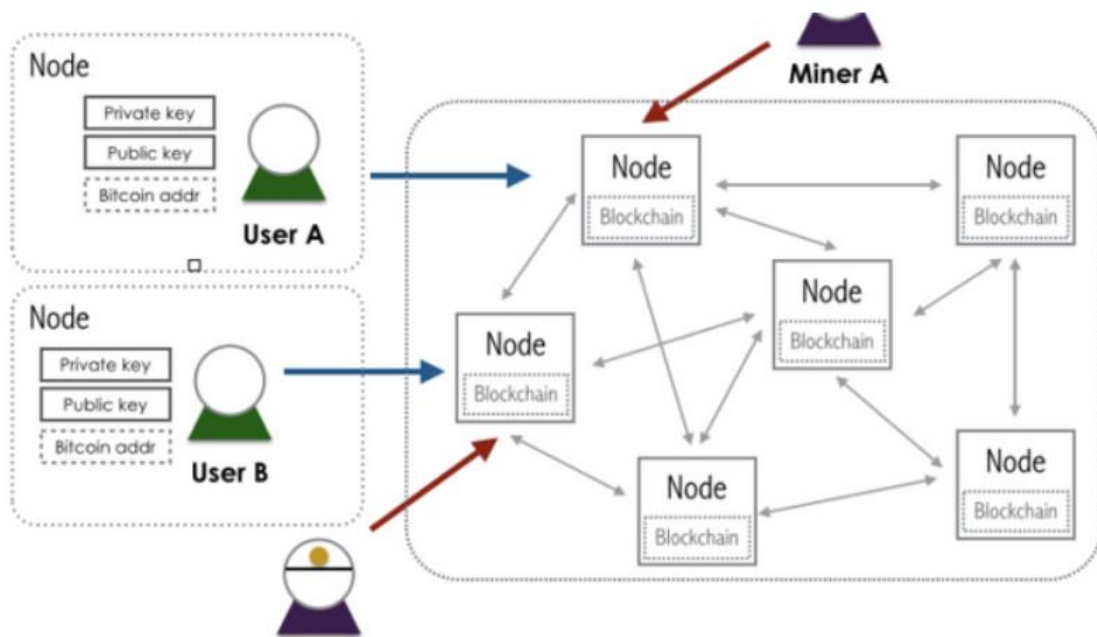 Node
Private key
Public key
Bitcoin addr
User A
Node
Private key
Public key
Bitcoin addr
User B
Miner A
Node
Blockchain
Node
Blockchain
Node
Blockchain
Node
Blockchain
Node
Blockchain
Node
Blockchain